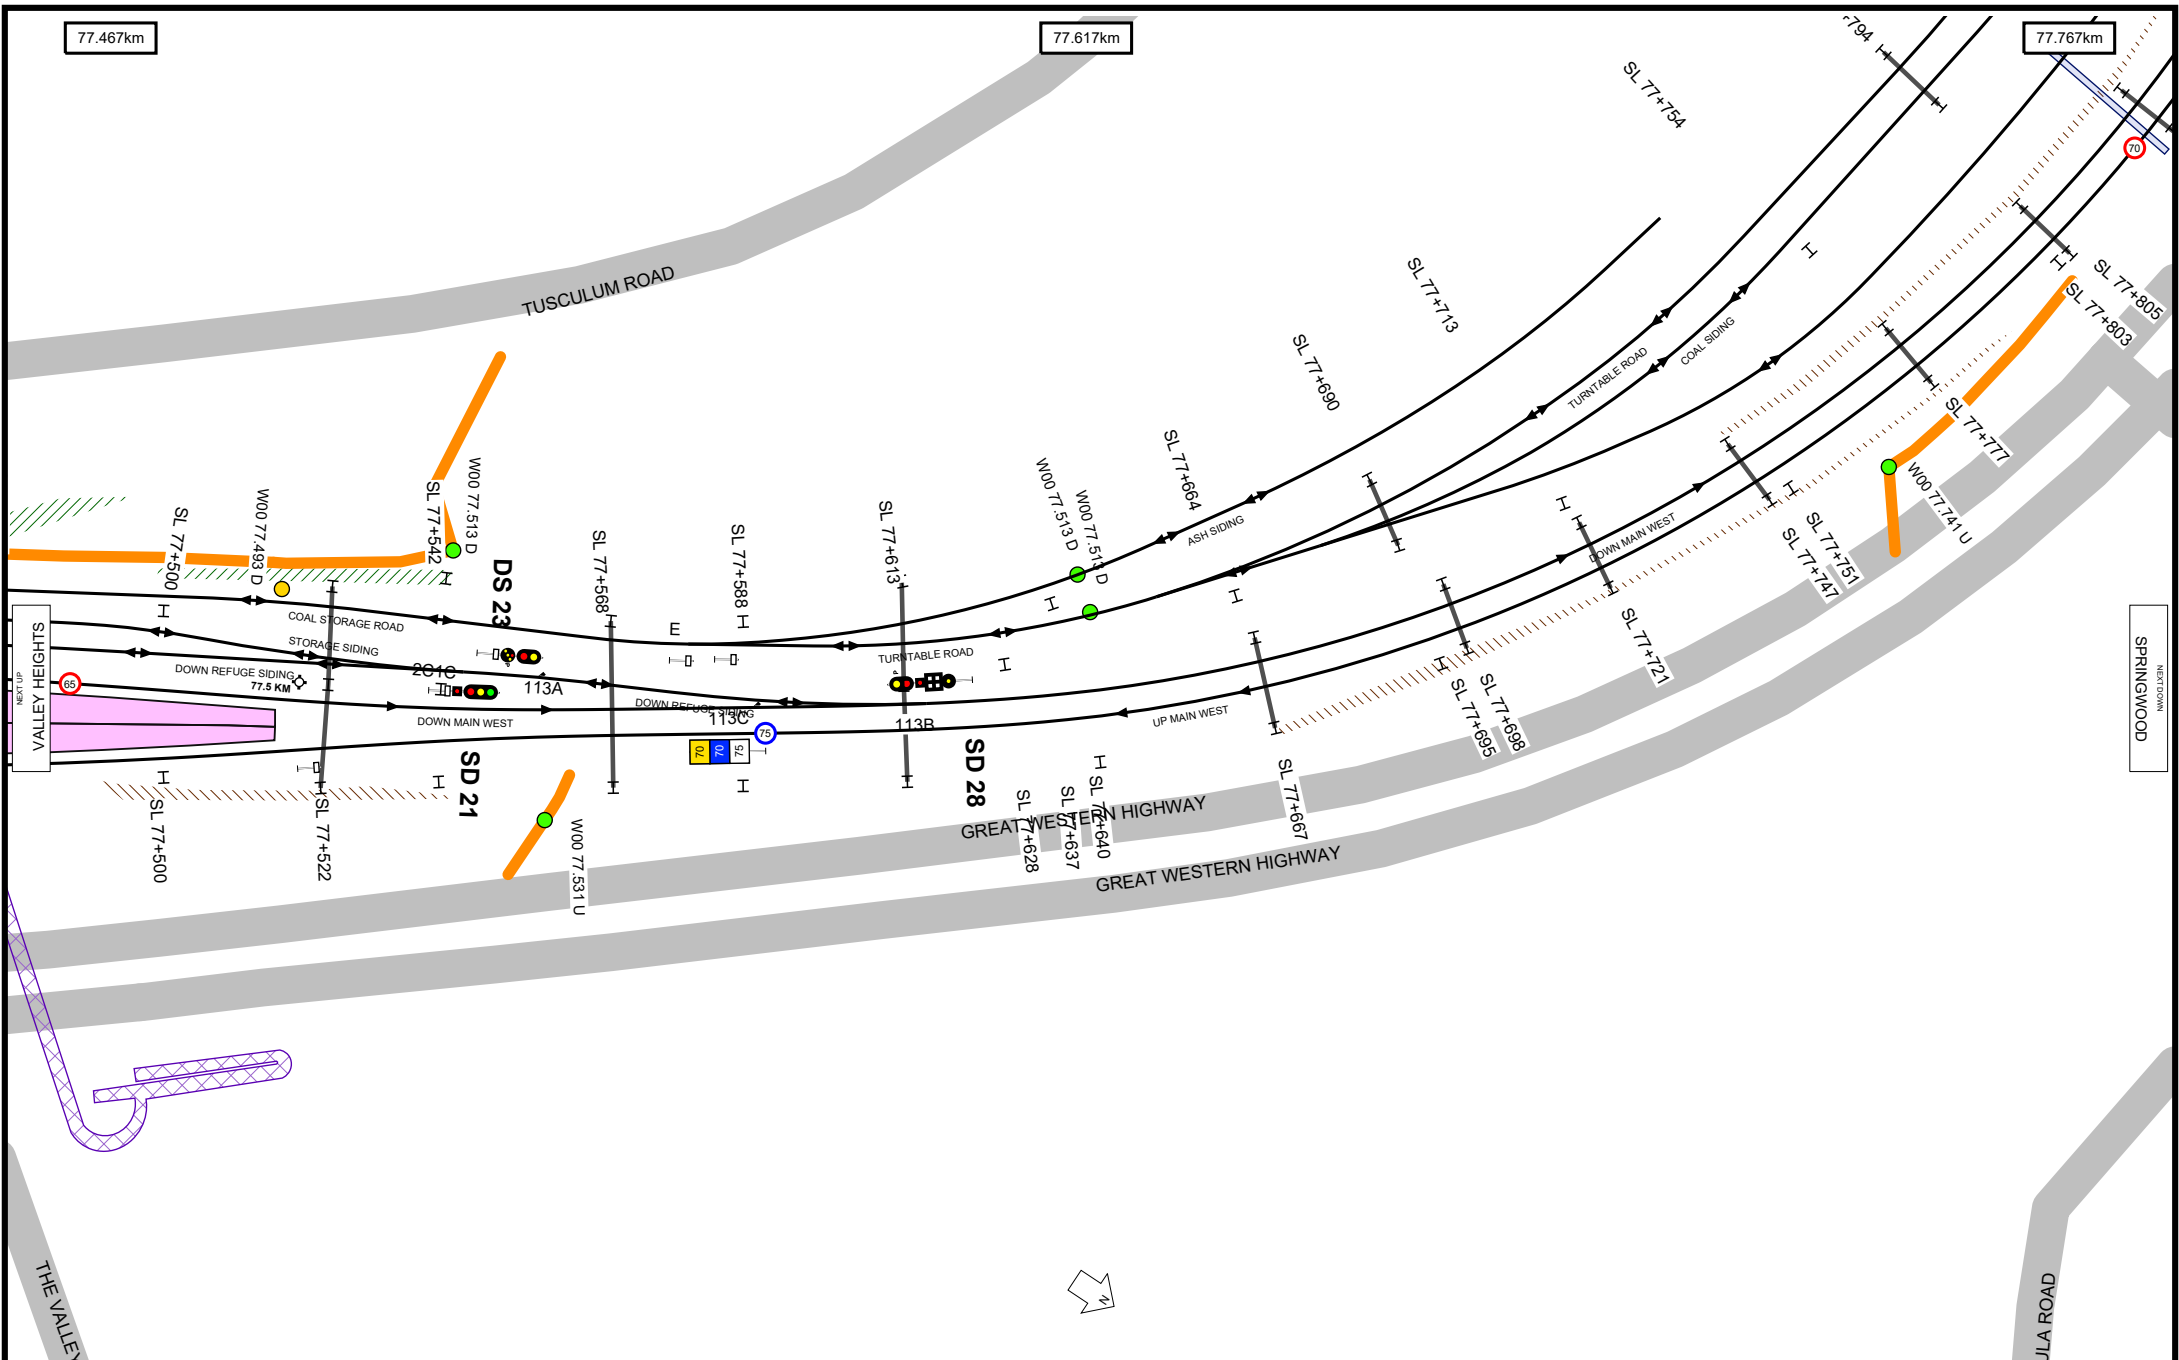 77.467km
77.617km
77.767km
SL 77+754
70
TUSCULUM ROAD
SL 77+713
SL 77+690
SL 77+805
SL 77+803
TURNTABLE ROAD
COAL SIDING
SL 77+777
W00 77.741 U
SL 77+664
W00 77.513 D
W00 77.513 D
ASH SIDING
DOWN MAIN WEST
SL 77+751
SL 77+747
SL 77+500
W00 77.493 D
SL 77+542
W00 77.513 D
DS 23
SL 77+568
SL 77+588
SL 77+613
E
COAL STORAGE ROAD
STORAGE SIDING
DOWN REFUGE SIDING
77.5 KM
65
NEXT UP
VALLEY HEIGHTS
113A
DOWN MAIN WEST
DOWN REFUGE SIDING
113C
75
70
70
75
TURNTABLE ROAD
113B
UP MAIN WEST
SL 77+721
SL 77+698
SL 77+695
SPRINGWOOD
NEXT DOWN
SD 21
SD 28
SL 77+500
SL 77+522
W00 77.531 U
SL 77+628
SL 77+637
SL 77+640
SL 77+667
GREAT WESTERN HIGHWAY
GREAT WESTERN HIGHWAY
THE VALLEY
N
ULA ROAD